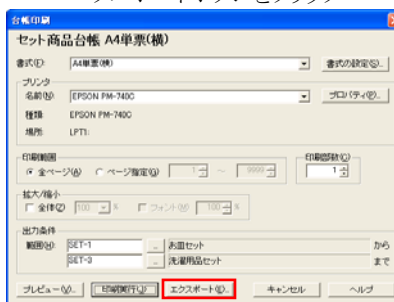 台帳印刷
セット商品台帳 A4単票(横)
書式(F): A4単票(横) 書式の設定(S)...
プリンタ
名前(N): EPSON PM-740C プロパティ(P)...
種類: EPSON PM-740C
場所: LPT1:
印刷範囲 印刷部数(C)
全ページ(A) ページ指定(G) 1 ～ 9999 1
拡大/縮小
全体(Z) 100 % フォント(W) 100 %
出力条件
範囲(H): SET-1 ... お皿セット から
SET-3 ... 洗濯用品セット まで
プレビュー(V)... 印刷実行(J) エクスポート(E)... キャンセル ヘルプ